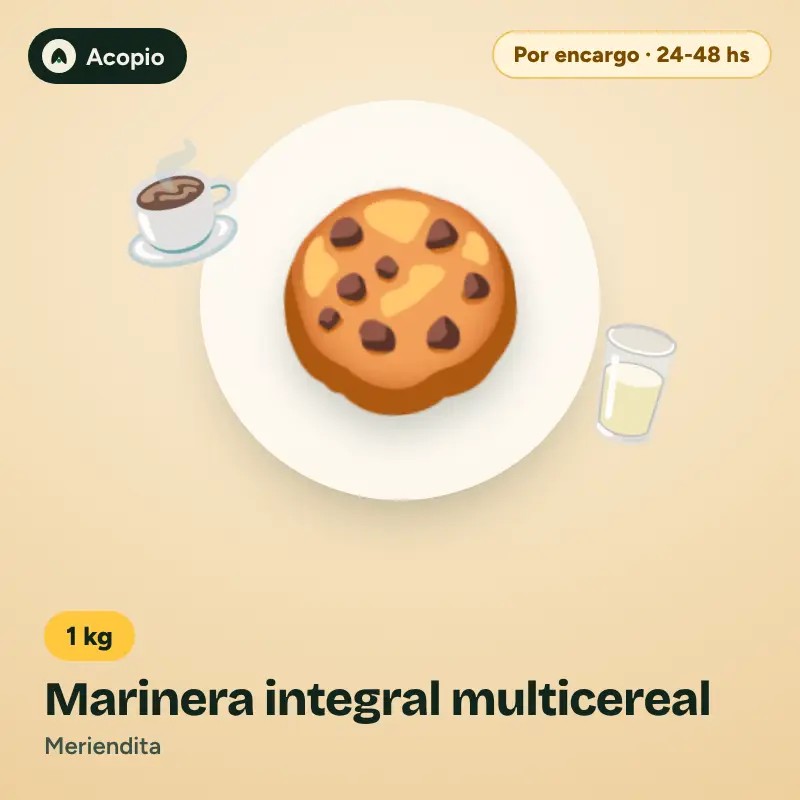 Acopio
Por encargo · 24-48 hs
1 kg
Marinera integral multicereal
Meriendita